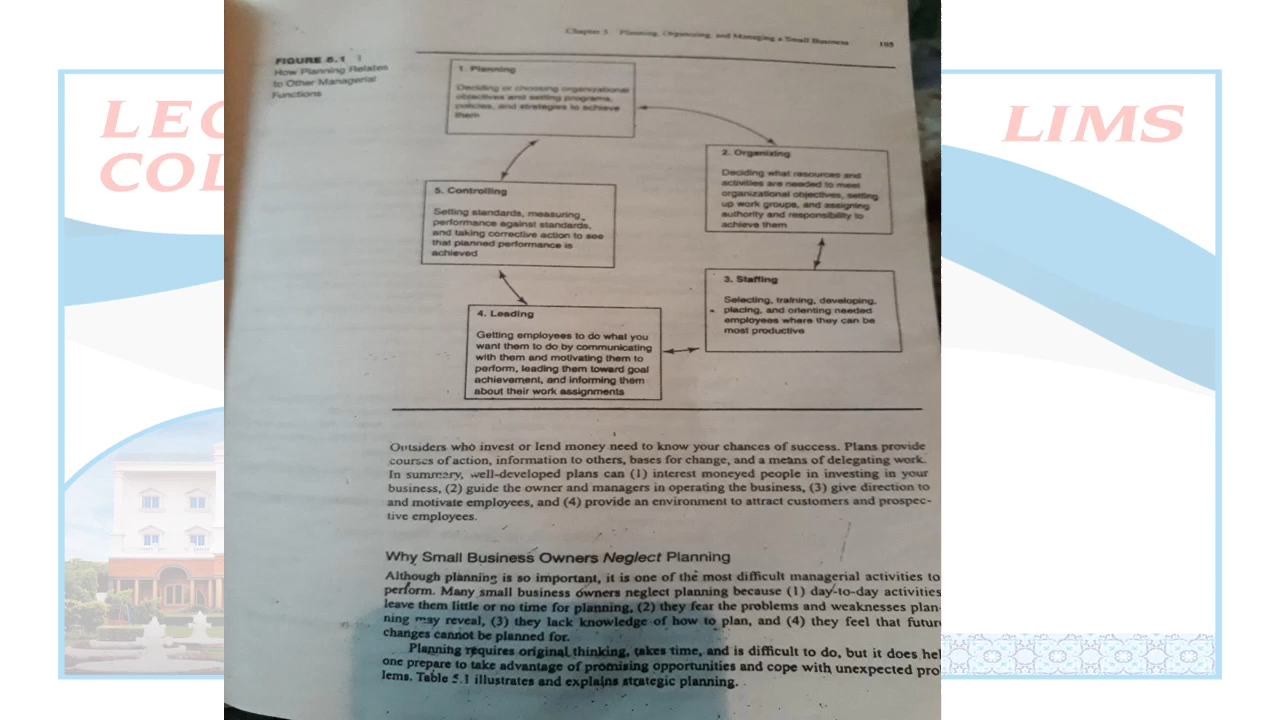 Chapter 5 Planning, Organizing, and Managing a Small Business 105
FIGURE 5.1
How Planning Relates
to Other Managerial
Functions
1. Planning
Deciding or choosing organizational
objectives and setting programs,
policies, and strategies to achieve
them
2. Organizing
Deciding what resources and
activities are needed to meet
organizational objectives, setting
up work groups, and assigning
authority and responsibility to
achieve them
3. Staffing
Selecting, training, developing,
placing, and orienting needed
employees where they can be
most productive
4. Leading
Getting employees to do what you
want them to do by communicating
with them and motivating them to
perform, leading them toward goal
achievement, and informing them
about their work assignments
5. Controlling
Setting standards, measuring
performance against standards,
and taking corrective action to see
that planned performance is
achieved
Outsiders who invest or lend money need to know your chances of success. Plans provide
courses of action, information to others, bases for change, and a means of delegating work.
In summary, well-developed plans can (1) interest moneyed people in investing in your
business, (2) guide the owner and managers in operating the business, (3) give direction to
and motivate employees, and (4) provide an environment to attract customers and prospec-
tive employees.
Why Small Business Owners Neglect Planning
Although planning is so important, it is one of the most difficult managerial activities to
perform. Many small business owners neglect planning because (1) day-to-day activities
leave them little or no time for planning, (2) they fear the problems and weaknesses plan-
ning may reveal, (3) they lack knowledge of how to plan, and (4) they feel that futur
changes cannot be planned for.
Planning requires original thinking, takes time, and is difficult to do, but it does hel
one prepare to take advantage of promising opportunities and cope with unexpected pro
lems. Table 5.1 illustrates and explains strategic planning.
LEG
COL
LIMS